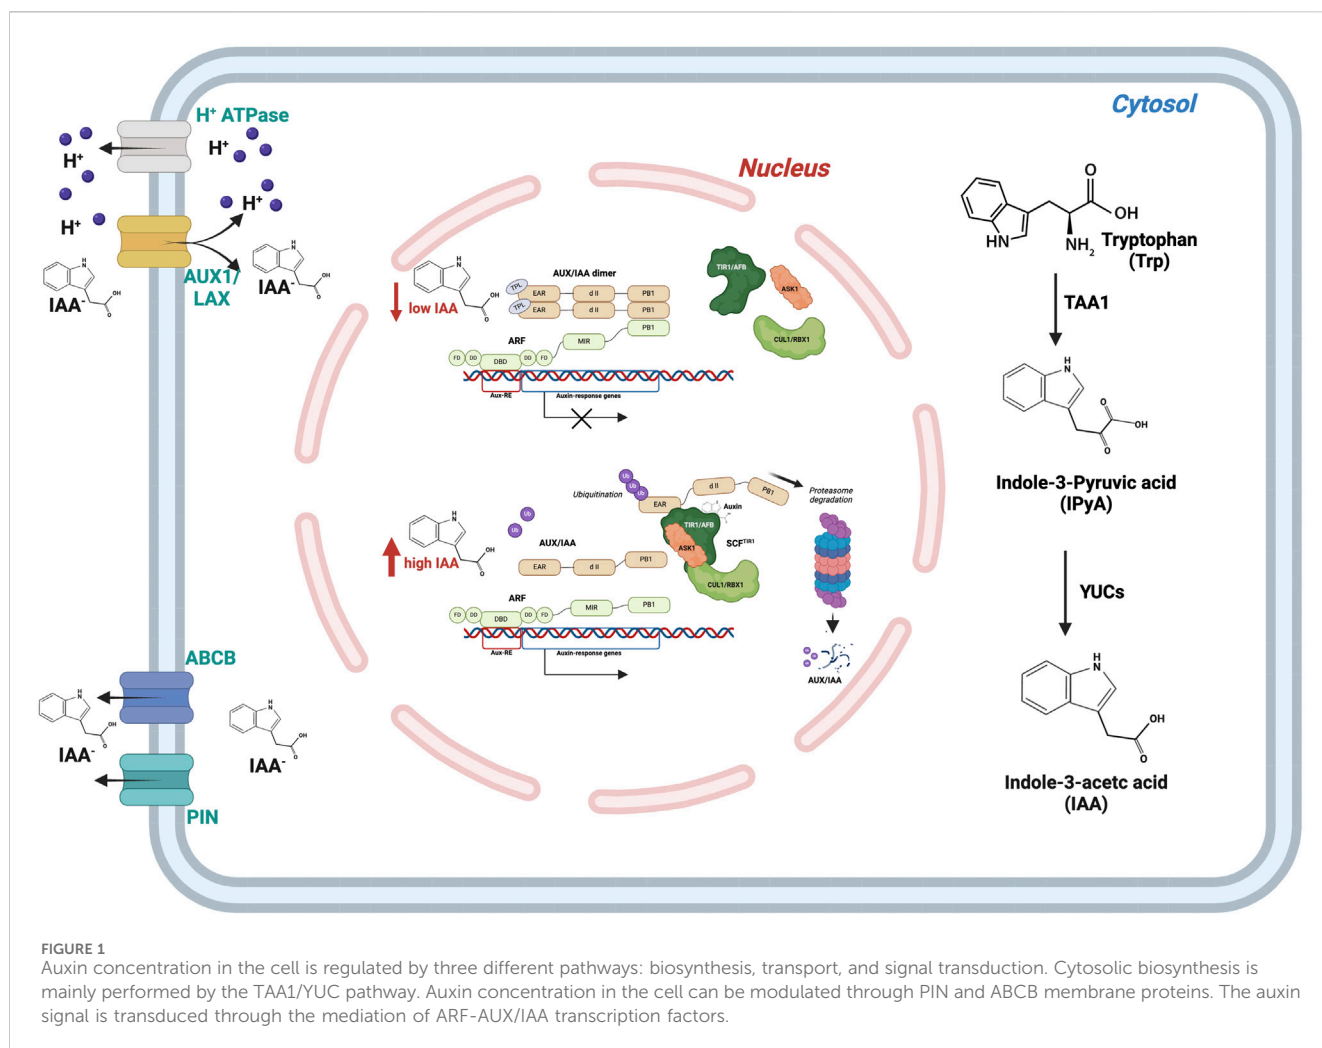 Cytosol
H⁺ ATPase
H⁺
H⁺
H⁺
H⁺
AUX1/
LAX
N
H
O
OH
IAA⁻
N
H
O
OH
IAA⁻
Nucleus
low IAA
N
H
O
OH
AUX/IAA dimer
TPL
EAR
d II
PB1
TPL
EAR
d II
PB1
PB1
MIR
ARF
FD
DD
DBD
DD
FD
Aux-RE
Auxin-response genes
TIR1/AFB
ASK1
CUL1/RBX1
high IAA
N
H
O
OH
Ub
Ub
Ub
Ubiquitination
EAR
d II
PB1
Proteasome
degradation
Auxin
TIR1/AFB
ASK1
SCFTIR1
CUL1/RBX1
Ub
Ub
AUX/IAA
EAR
d II
PB1
ARF
FD
DD
DBD
DD
FD
MIR
PB1
Aux-RE
Auxin-response genes
AUX/IAA
ABCB
N
H
O
OH
IAA⁻
N
H
O
OH
IAA⁻
PIN
O
OH
NH₂
HN
Tryptophan
(Trp)
TAA1
H
N
O
OH
O
Indole-3-Pyruvic acid
(IPyA)
YUCs
H
N
OH
O
Indole-3-acetc acid
(IAA)
FIGURE 1
Auxin concentration in the cell is regulated by three different pathways: biosynthesis, transport, and signal transduction. Cytosolic biosynthesis is
mainly performed by the TAA1/YUC pathway. Auxin concentration in the cell can be modulated through PIN and ABCB membrane proteins. The auxin
signal is transduced through the mediation of ARF-AUX/IAA transcription factors.